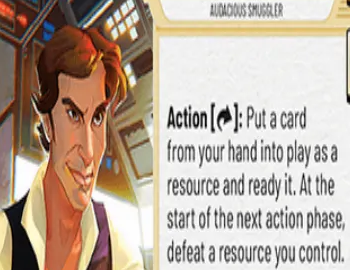 AUDACIOUS SMUGGLER
Action [⤵]: Put a card
from your hand into play as a
resource and ready it. At the
start of the next action phase,
defeat a resource you control.